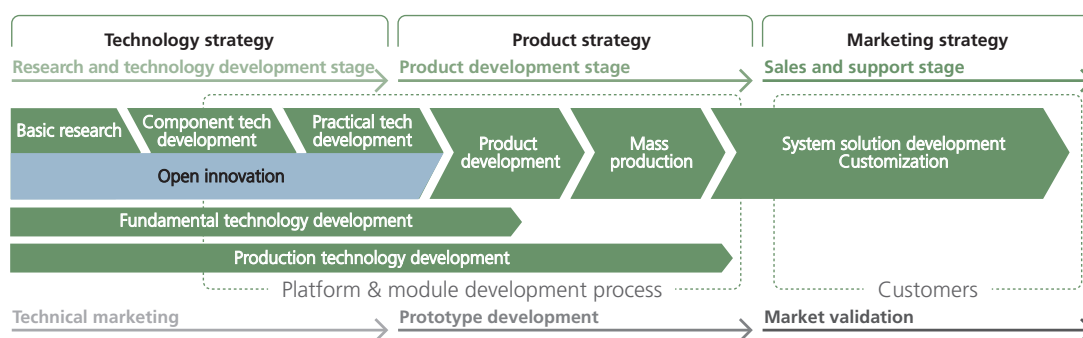 Technology strategy
Product strategy
Marketing strategy
Research and technology development stage
Product development stage
Sales and support stage
Basic research
Component tech
development
Practical tech
development
Product
development
Mass
production
System solution development
Customization
Open innovation
Fundamental technology development
Production technology development
Platform & module development process
Customers
Technical marketing
Prototype development
Market validation